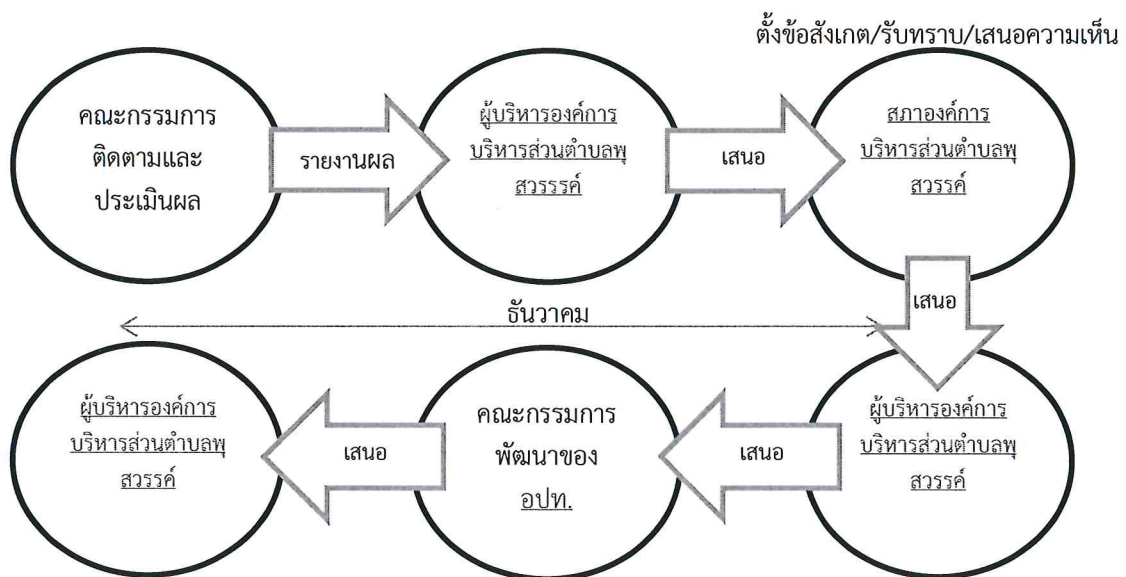 ตั้งข้อสังเกต/รับทราบ/เสนอความเห็น
คณะกรรมการ
ติดตามและ
ประเมินผล
รายงานผล
ผู้บริหารองค์การ
บริหารส่วนตำบลพุ
สวรรรค์
เสนอ
สภาองค์การ
บริหารส่วนตำบลพุ
สวรรค์
เสนอ
ธันวาคม
ผู้บริหารองค์การ
บริหารส่วนตำบลพุ
สวรรค์
เสนอ
คณะกรรมการ
พัฒนาของ
อปท.
เสนอ
ผู้บริหารองค์การ
บริหารส่วนตำบลพุ
สวรรค์